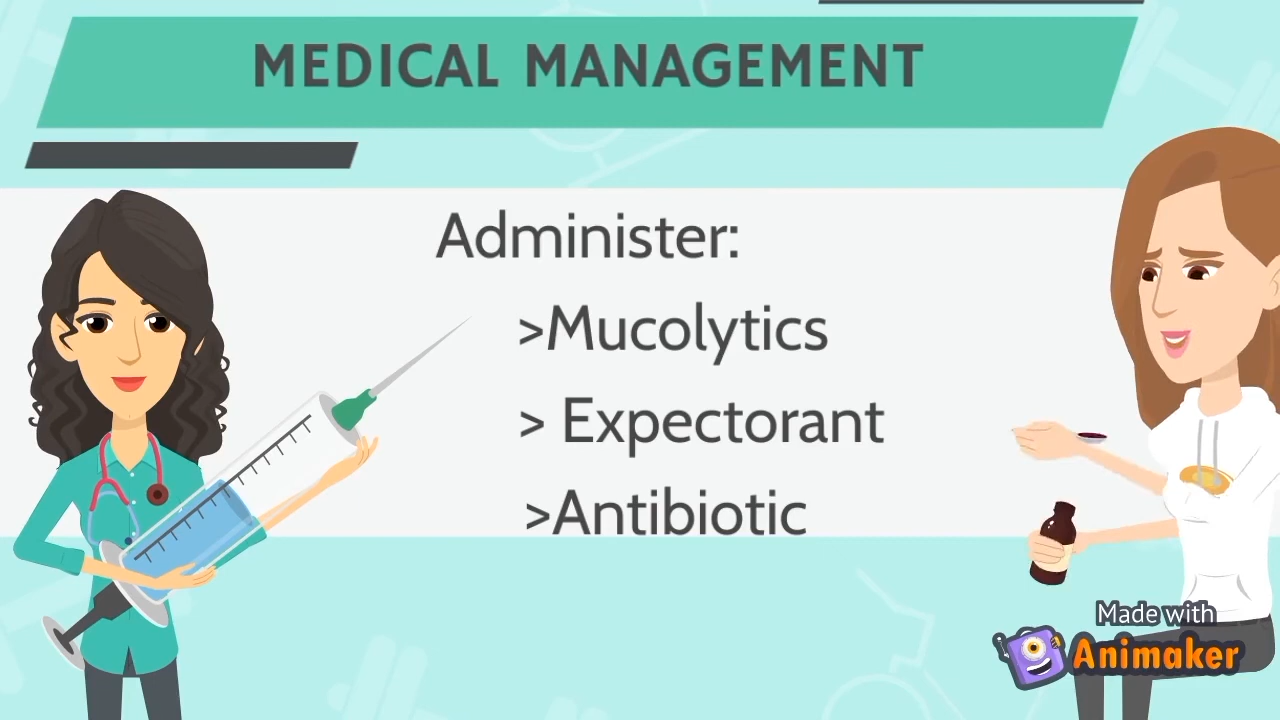 MEDICAL MANAGEMENT
Administer:
>Mucolytics
> Expectorant
>Antibiotic
Made with
Animaker